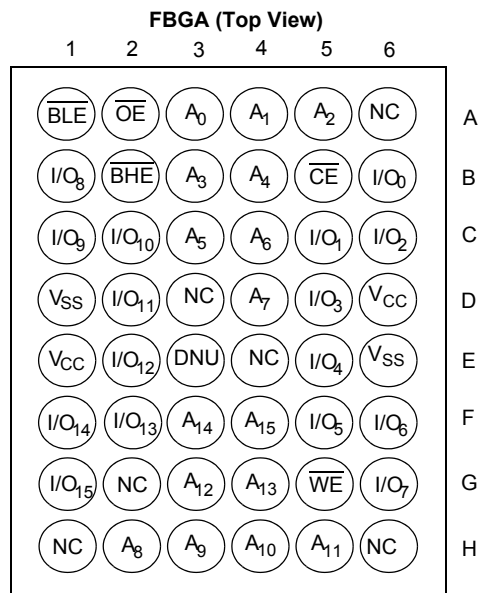 FBGA (Top View)
1 2 3 4 5 6
BLE OE A0 A1 A2 NC A
I/O8 BHE A3 A4 CE I/O0 B
I/O9 I/O10 A5 A6 I/O1 I/O2 C
VSS I/O11 NC A7 I/O3 VCC D
VCC I/O12 DNU NC I/O4 VSS E
I/O14 I/O13 A14 A15 I/O5 I/O6 F
I/O15 NC A12 A13 WE I/O7 G
NC A8 A9 A10 A11 NC H